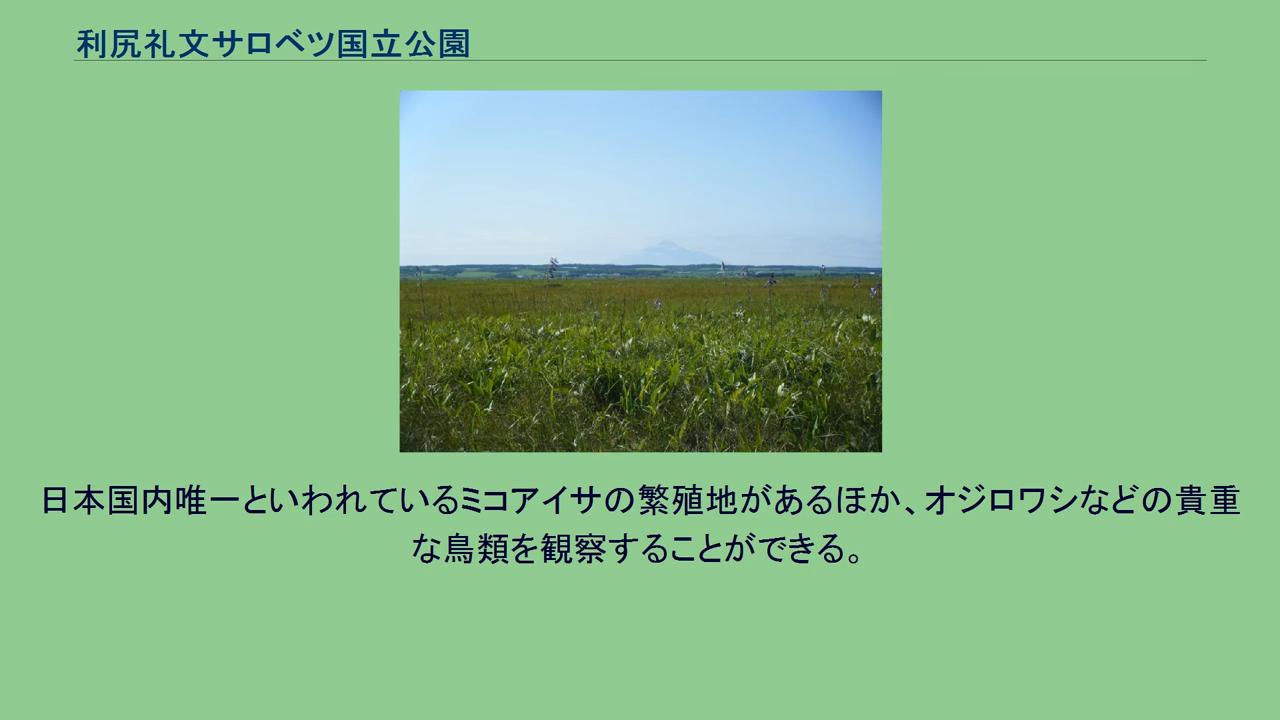 利尻礼文サロベツ国立公園
日本国内唯一といわれているミコアイサの繁殖地があるほか、オジロワシなどの貴重
な鳥類を観察することができる。